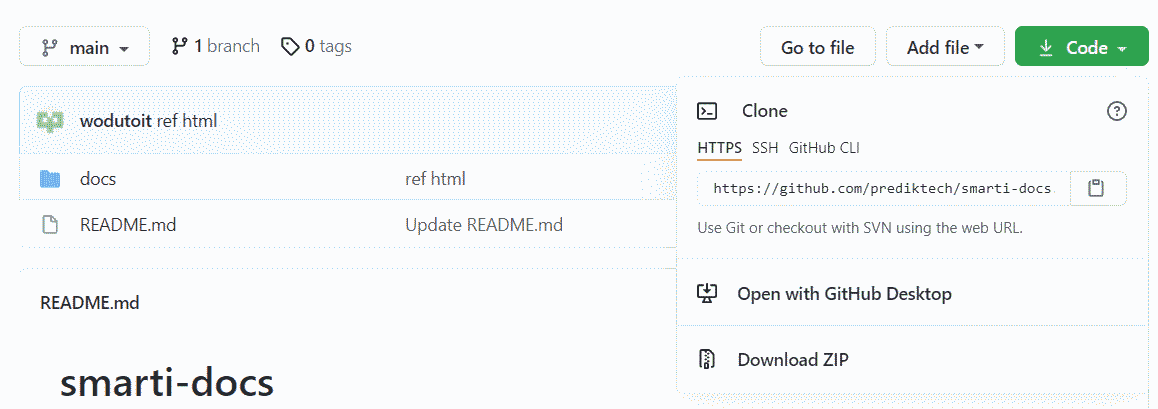 main 1 branch 0 tags Go to file Add file Code
wodutoit ref html
Clone
HTTPS SSH GitHub CLI
docs ref html
https://github.com/prediktech/smarti-docs
README.md Update README.md
Use Git or checkout with SVN using the web URL.
README.md
Open with GitHub Desktop
Download ZIP
smarti-docs